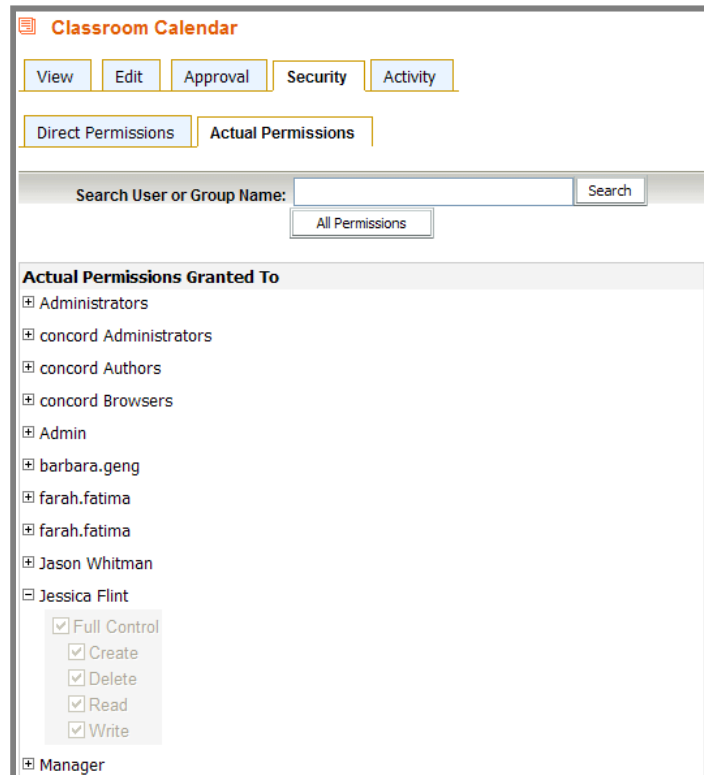 Classroom Calendar
View Edit Approval Security Activity
Direct Permissions Actual Permissions
Search User or Group Name: Search
All Permissions
Actual Permissions Granted To
Administrators
concord Administrators
concord Authors
concord Browsers
Admin
barbara.geng
farah.fatima
farah.fatima
Jason Whitman
Jessica Flint
Full Control
Create
Delete
Read
Write
Manager